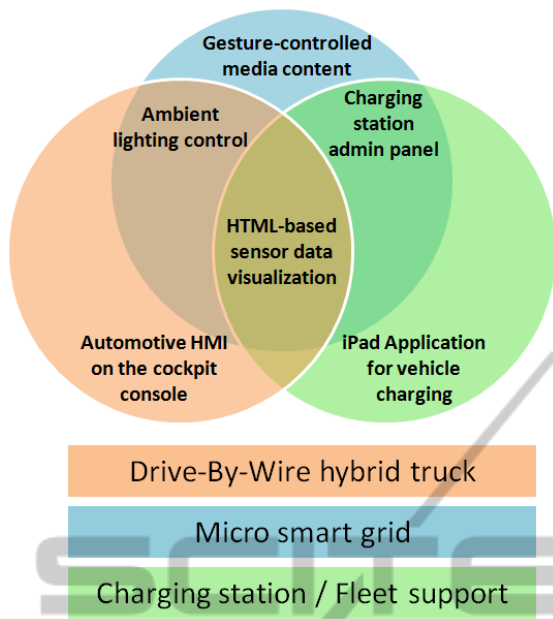 Gesture-controlled
media content
Ambient
lighting control
Charging
station
admin panel
HTML-based
sensor data
visualization
Automotive HMI
on the cockpit
console
iPad Application
for vehicle
charging
Drive-By-Wire hybrid truck
Micro smart grid
SCITE
Charging station / Fleet support